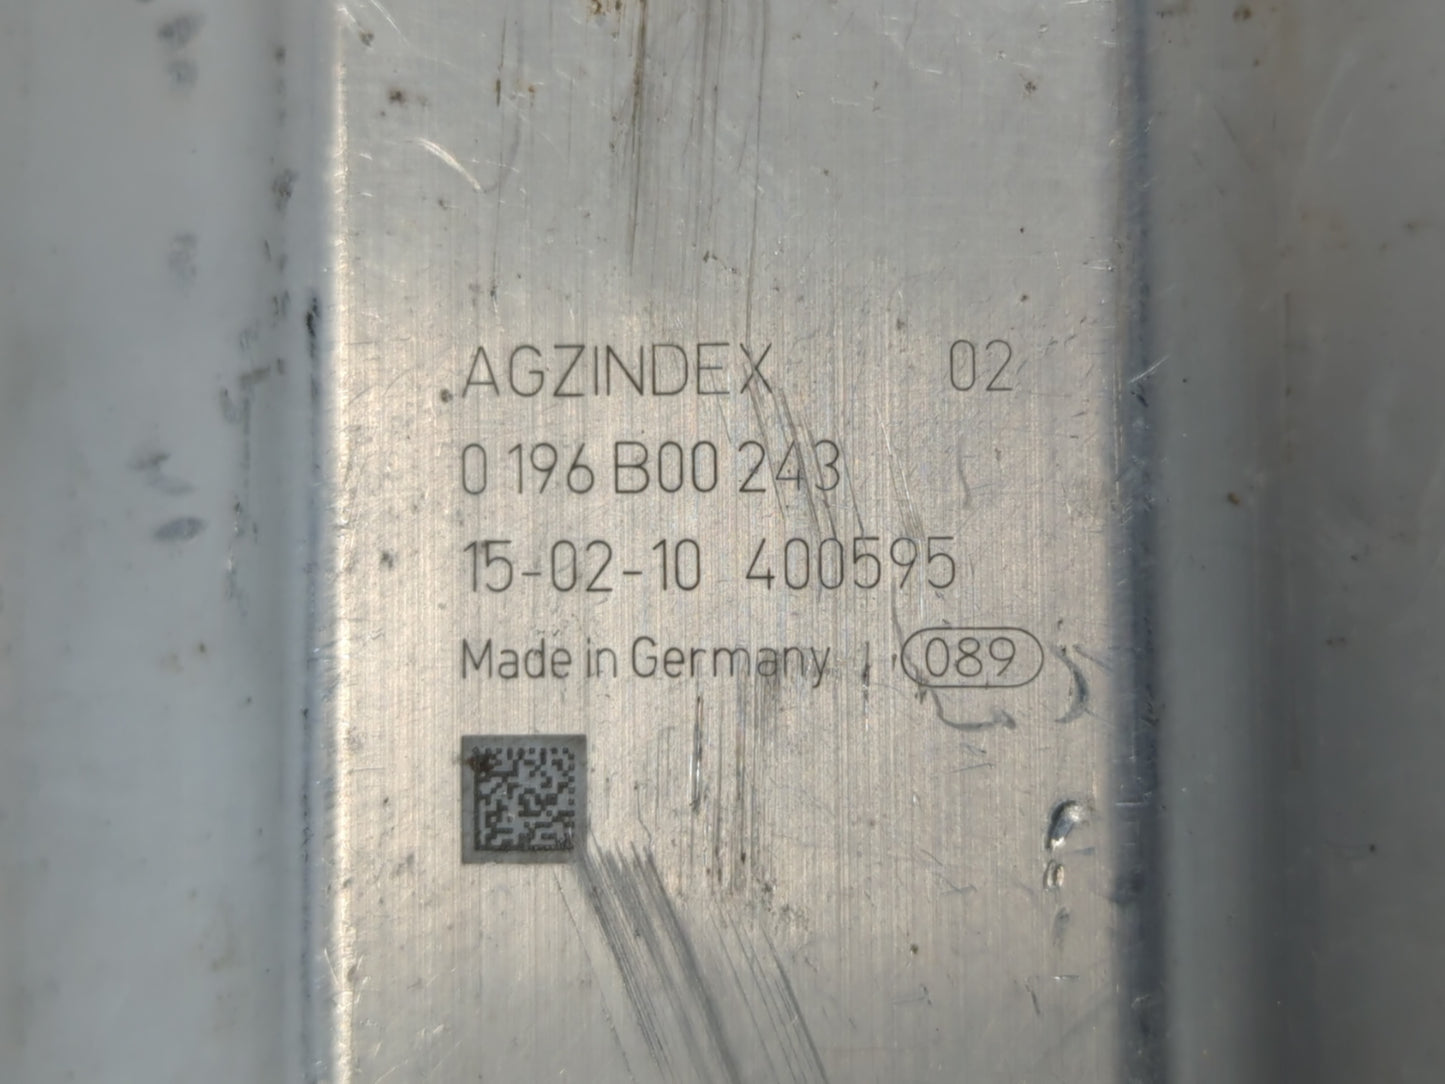 AGZINDEX 02
0 196 B00 243
15-02-10 400595
Made in Germany 089